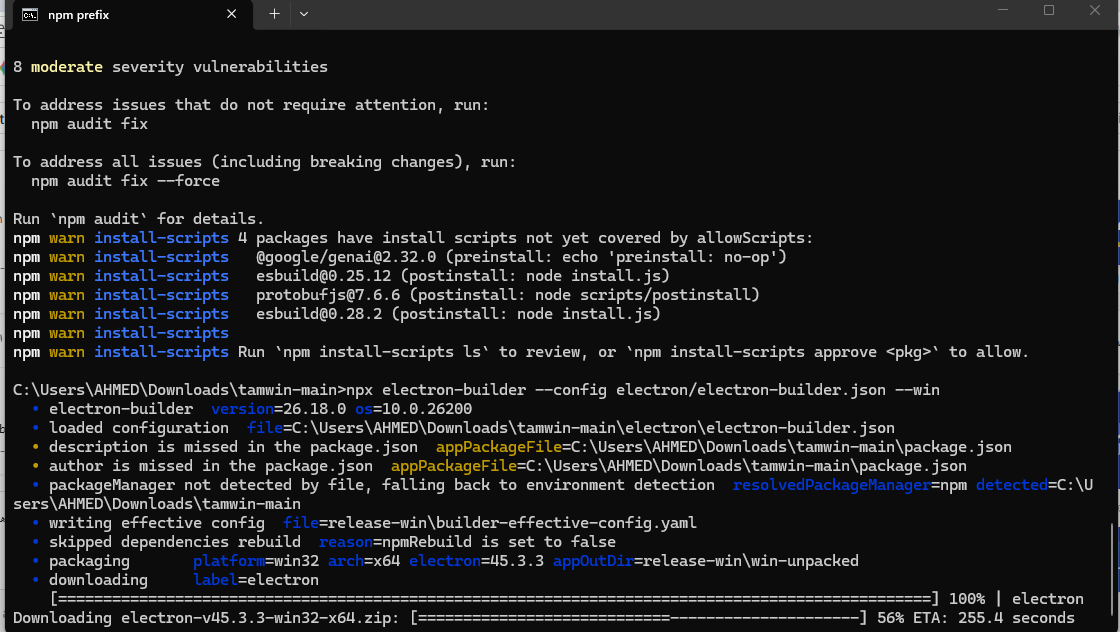 npm prefix
8 moderate severity vulnerabilities
To address issues that do not require attention, run:
npm audit fix
To address all issues (including breaking changes), run:
npm audit fix --force
Run `npm audit` for details.
npm warn install-scripts 4 packages have install scripts not yet covered by allowScripts:
npm warn install-scripts   @google/genai@2.32.0 (preinstall: echo 'preinstall: no-op')
npm warn install-scripts   esbuild@0.25.12 (postinstall: node install.js)
npm warn install-scripts   protobufjs@7.6.6 (postinstall: node scripts/postinstall)
npm warn install-scripts   esbuild@0.28.2 (postinstall: node install.js)
npm warn install-scripts
npm warn install-scripts Run `npm install-scripts ls` to review, or `npm install-scripts approve <pkg>` to allow.
C:\Users\AHMED\Downloads\tamwin-main>npx electron-builder --config electron/electron-builder.json --win
• electron-builder  version=26.18.0 os=10.0.26200
• loaded configuration  file=C:\Users\AHMED\Downloads\tamwin-main\electron\electron-builder.json
• description is missed in the package.json  appPackageFile=C:\Users\AHMED\Downloads\tamwin-main\package.json
• author is missed in the package.json  appPackageFile=C:\Users\AHMED\Downloads\tamwin-main\package.json
• packageManager not detected by file, falling back to environment detection  resolvedPackageManager=npm detected=C:\U
sers\AHMED\Downloads\tamwin-main
• writing effective config  file=release-win\builder-effective-config.yaml
• skipped dependencies rebuild  reason=npmRebuild is set to false
• packaging       platform=win32 arch=x64 electron=45.3.3 appOutDir=release-win\win-unpacked
• downloading     label=electron
[=================================================================================================] 100% | electron
Downloading electron-v45.3.3-win32-x64.zip: [============================---------------------] 56% ETA: 255.4 seconds